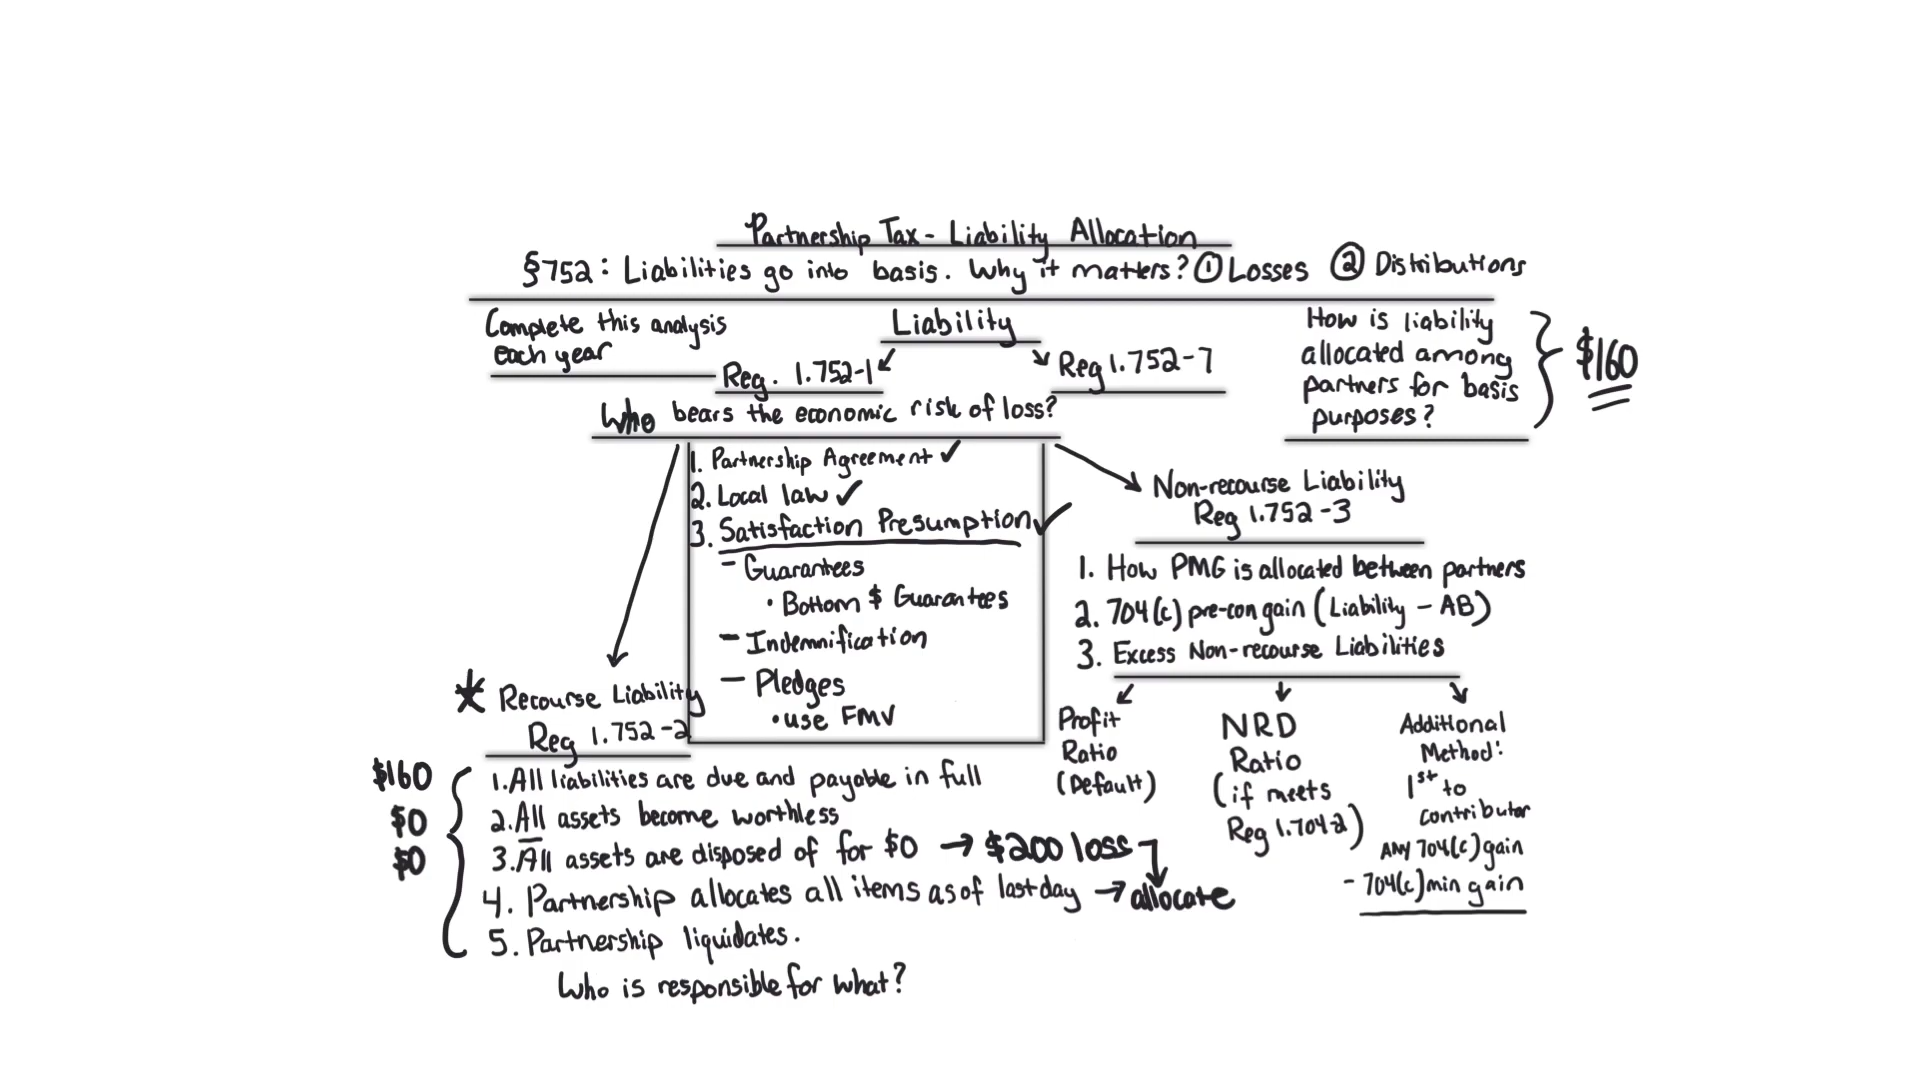 Partnership Tax - Liability Allocation
§752: Liabilities go into basis. Why it matters? ① Losses ② Distributions
Complete this analysis
each year
Liability
Reg. 1.752-1
Reg 1.752-7
How is liability
allocated among
partners for basis
purposes?
$160
Who bears the economic risk of loss?
1. Partnership Agreement ✓
2. Local law ✓
3. Satisfaction Presumption ✓
- Guarantees
• Bottom $ Guarantees
- Indemnification
- Pledges
• use FMV
Non-recourse Liability
Reg 1.752-3
1. How PMG is allocated between partners
2. 704(c) pre-con gain (Liability - AB)
3. Excess Non-recourse Liabilities
Profit
Ratio
(Default)
NRD
Ratio
(if meets
Reg 1.704-2)
Additional
Method:
1st to
contributor
Any 704(c) gain
- 704(c) min gain
* Recourse Liability
Reg 1.752-2
$160
$0
$0
1. All liabilities are due and payable in full
2. All assets become worthless
3. All assets are disposed of for $0 → $200 loss
4. Partnership allocates all items as of last day → allocate
5. Partnership liquidates.
Who is responsible for what?